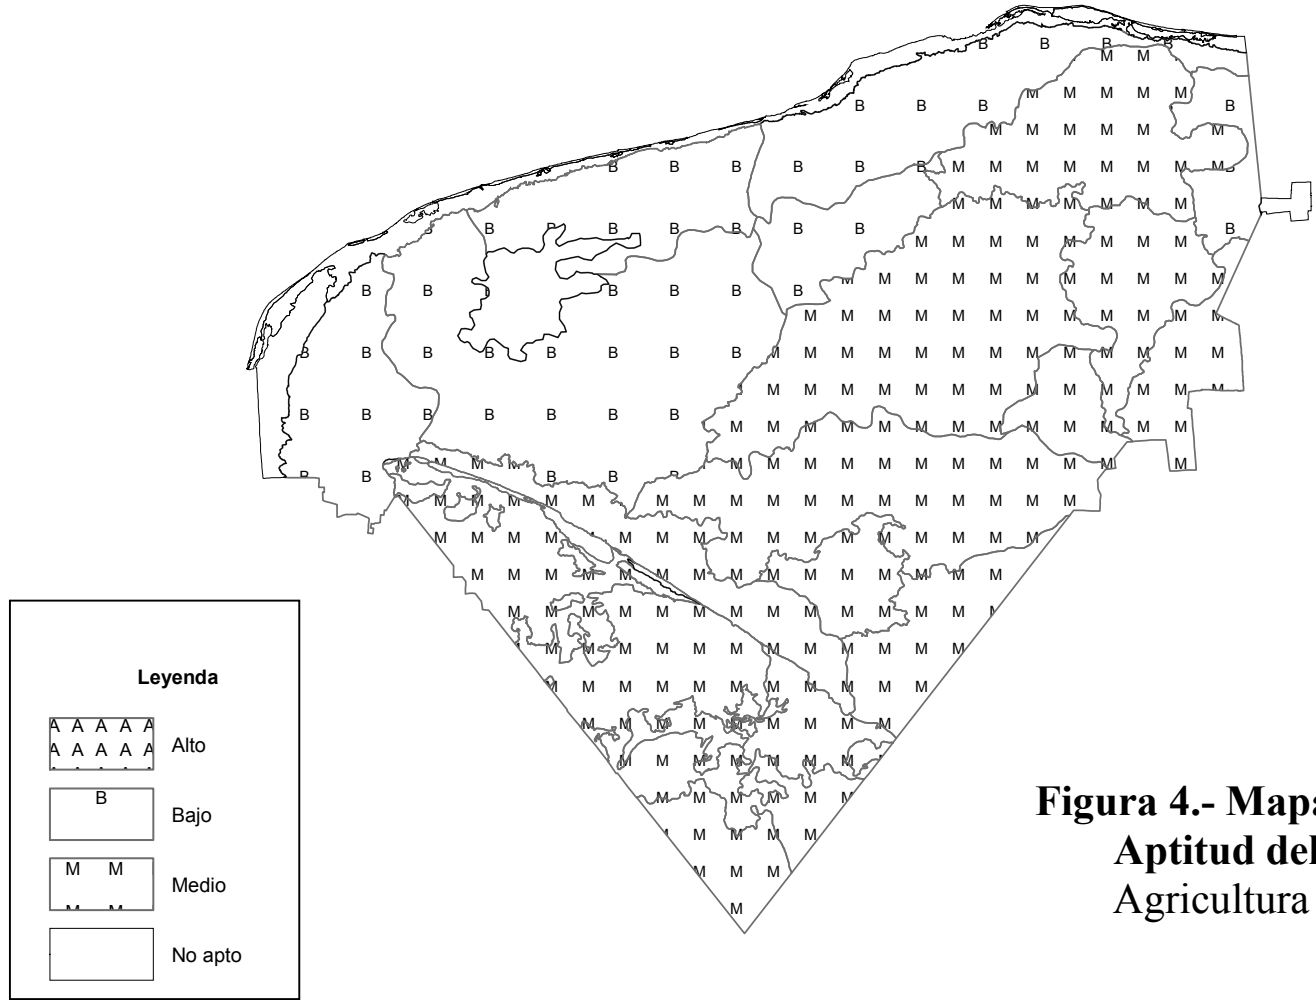 Leyenda
A A A A A
A A A A A
Alto
B
Bajo
M M
M M
Medio
No apto
Figura 4.- Mapa
Aptitud del
Agricultura